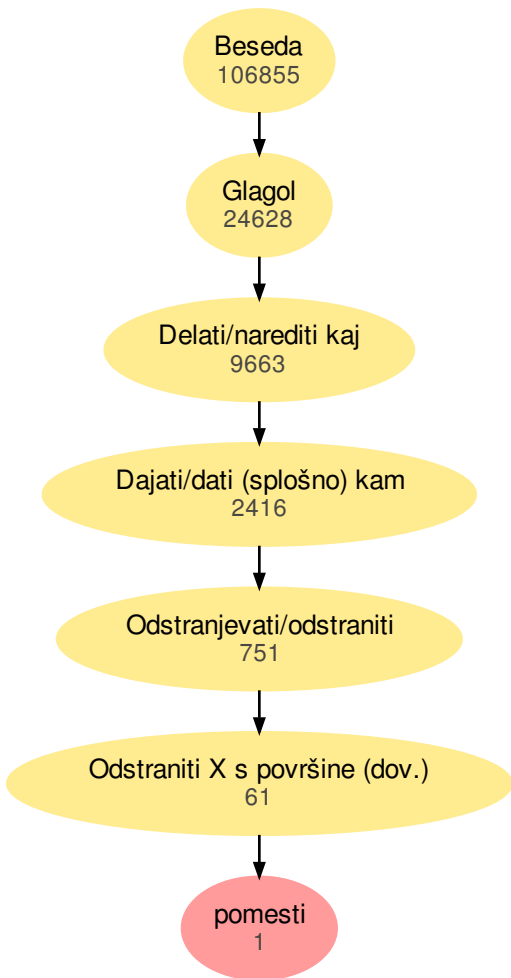 Beseda
106855
Glagol
24628
Delati/narediti kaj
9663
Dajati/dati (splošno) kam
2416
Odstranjevati/odstraniti
751
Odstraniti X s površine (dov.)
61
pomesti
1